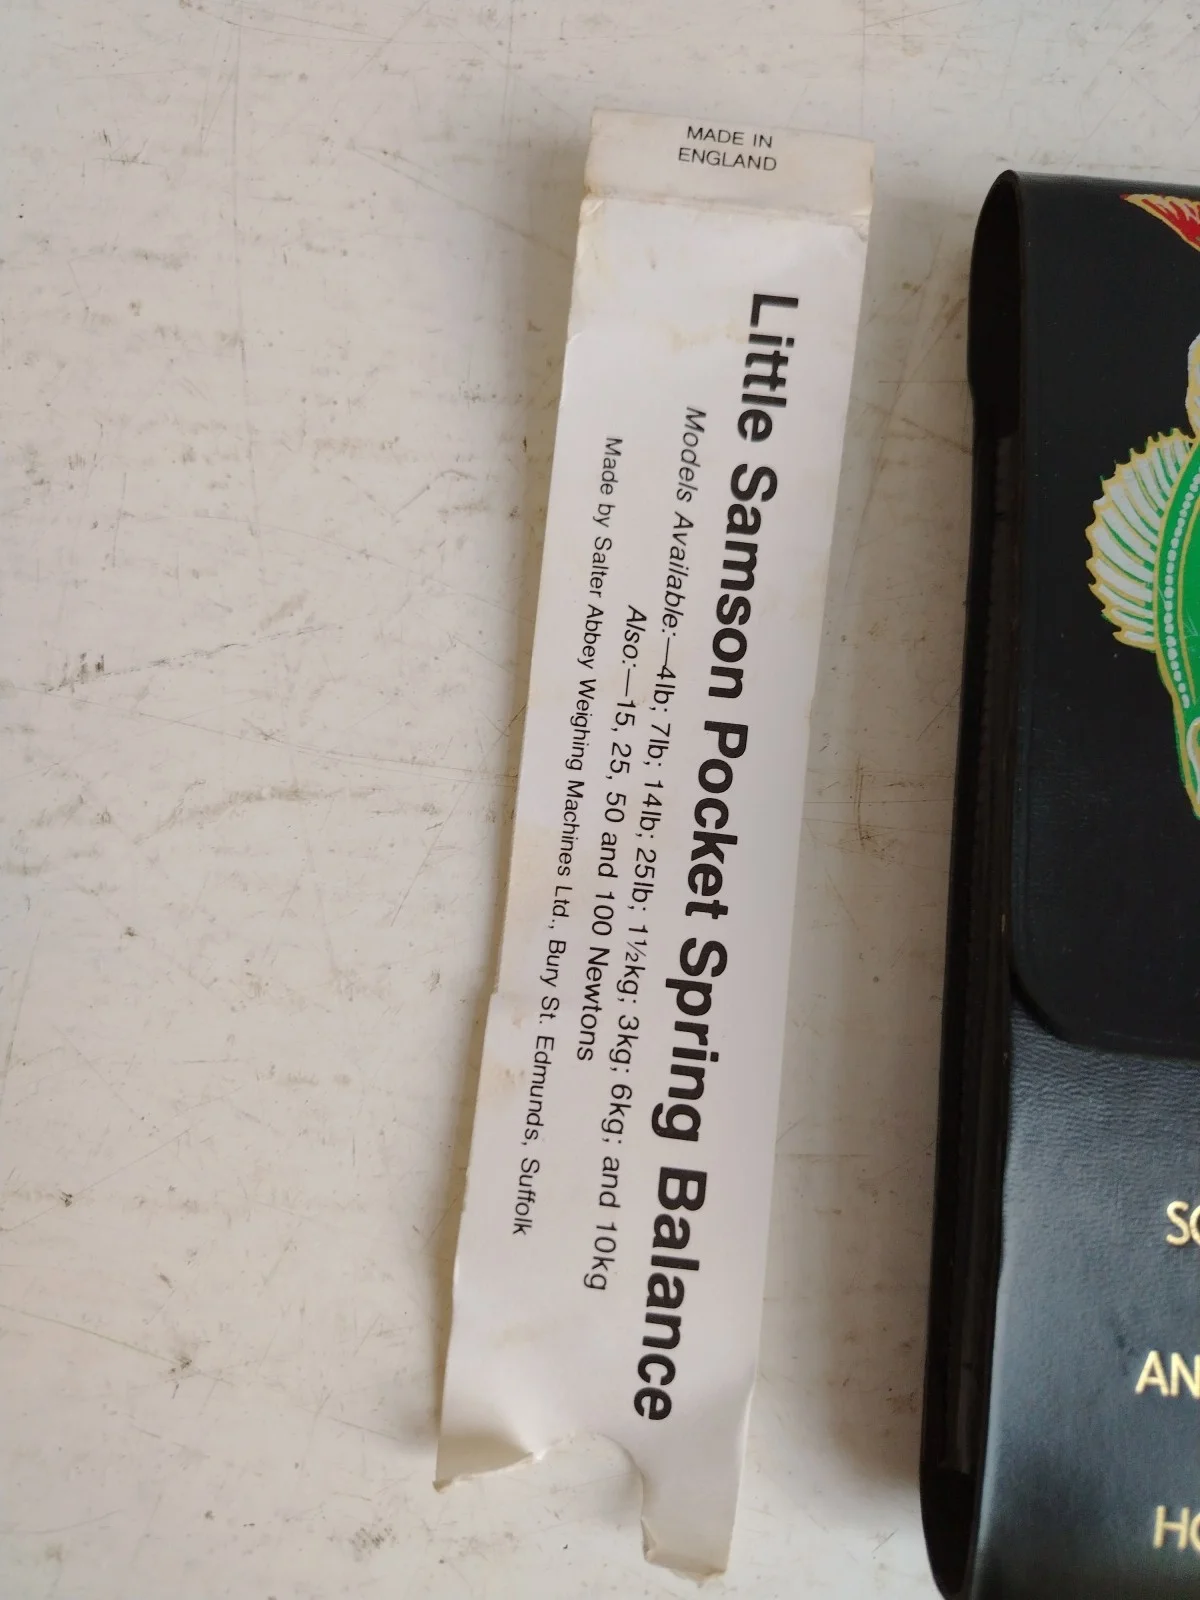 MADE IN
ENGLAND
Little Samson Pocket Spring Balance
Models Available:—4lb; 7lb; 14lb; 25lb; 1½kg; 3kg; 6kg; and 10kg
Also:—15, 25, 50 and 100 Newtons
Made by Salter Abbey Weighing Machines Ltd., Bury St. Edmunds, Suffolk